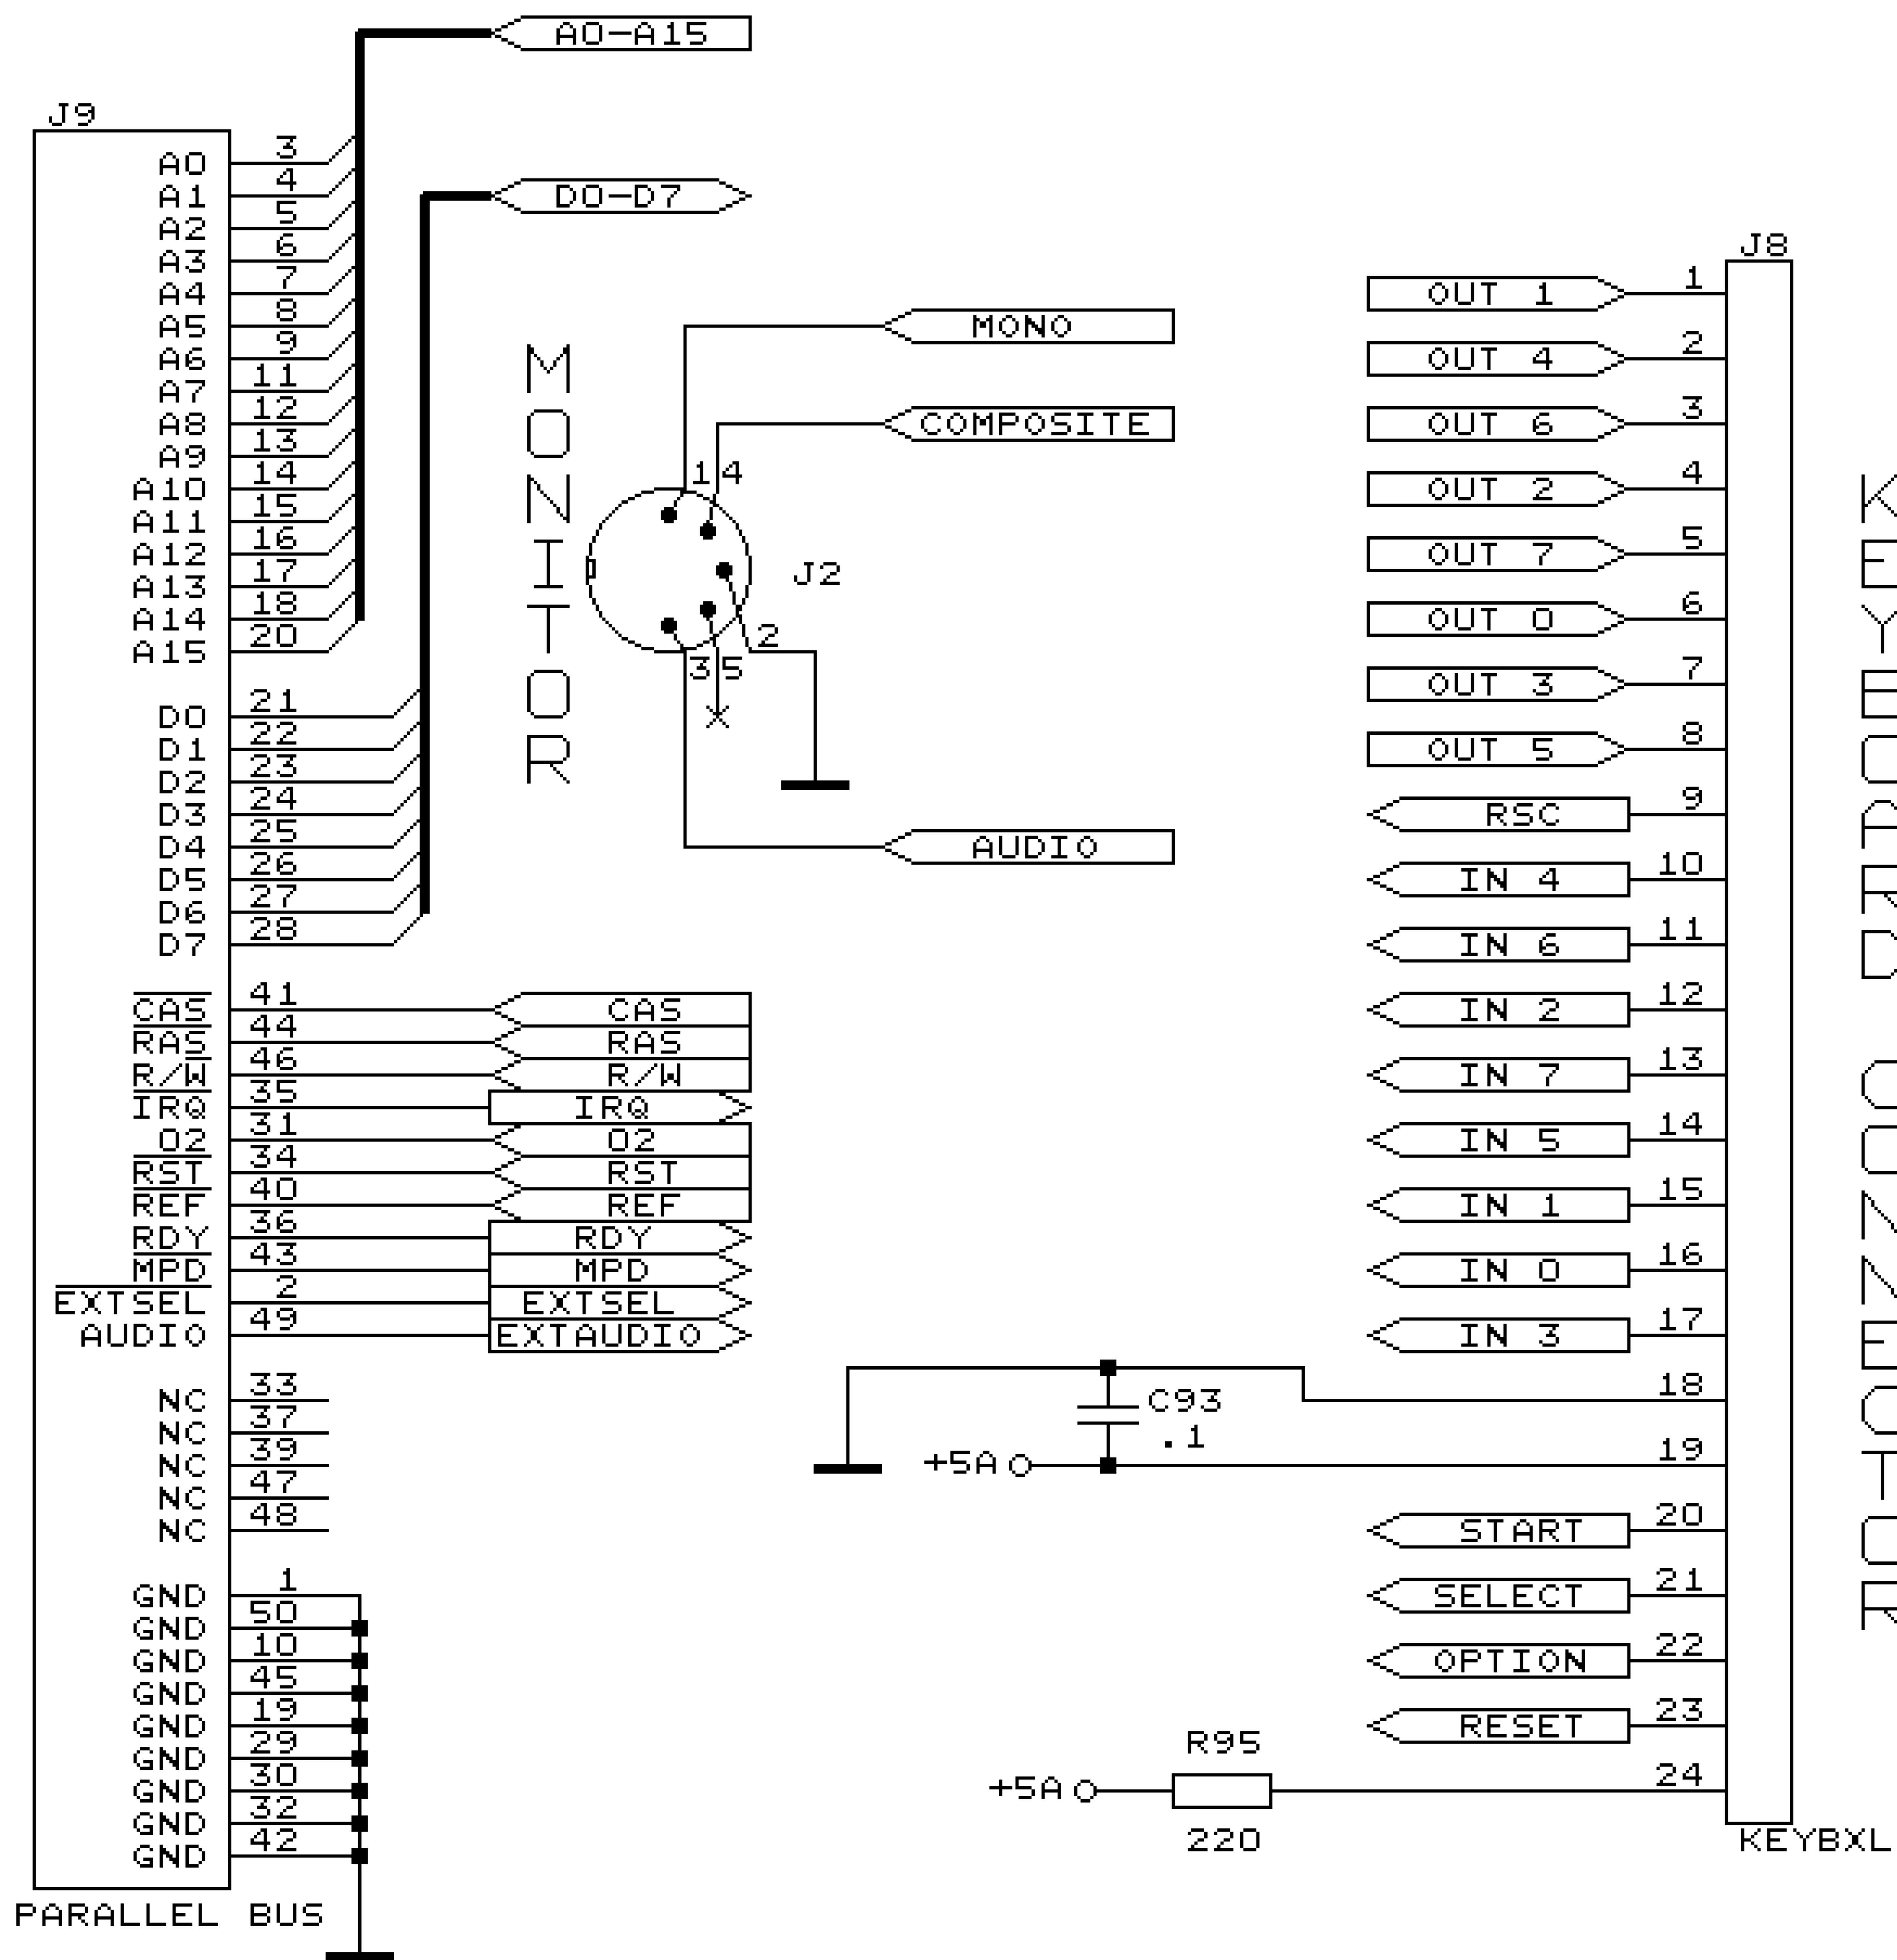 A0-A15
J9
A0 3
A1 4
A2 5
A3 6
A4 7
A5 8
A6 9
A7 11
A8 12
A9 13
A10 14
A11 15
A12 16
A13 17
A14 18
A15 20
D0-D7
D0 21
D1 22
D2 23
D3 24
D4 25
D5 26
D6 27
D7 28
CAS 41 CAS
RAS 44 RAS
R/W 46 R/W
IRQ 35 IRQ
O2 31 O2
RST 34 RST
REF 40 REF
RDY 36 RDY
MPD 43 MPD
EXTSEL 2 EXTSEL
AUDIO 49 EXTAUDIO
NC 33
NC 37
NC 39
NC 47
NC 48
GND 1
GND 50
GND 10
GND 45
GND 19
GND 29
GND 30
GND 32
GND 42
PARALLEL BUS
MONITOR
MONO
COMPOSITE
1 4
J2
2
3 5
AUDIO
J8
OUT 1 1
OUT 4 2
OUT 6 3
OUT 2 4
OUT 7 5
OUT 0 6
OUT 3 7
OUT 5 8
RSC 9
IN 4 10
IN 6 11
IN 2 12
IN 7 13
IN 5 14
IN 1 15
IN 0 16
IN 3 17
18
C93
.1
+5A 19
START 20
SELECT 21
OPTION 22
RESET 23
R95
+5A 24
220
KEYBXL
KEYBOARD CONNECTOR